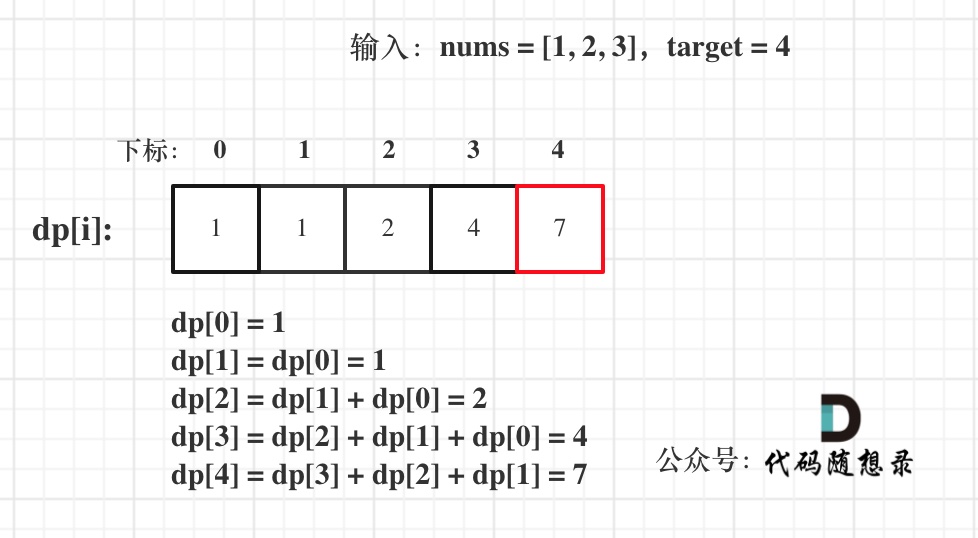 输入：nums = [1, 2, 3]，target = 4
下标： 0 1 2 3 4
dp[i]: 1 1 2 4 7
dp[0] = 1
dp[1] = dp[0] = 1
dp[2] = dp[1] + dp[0] = 2
dp[3] = dp[2] + dp[1] + dp[0] = 4
dp[4] = dp[3] + dp[2] + dp[1] = 7
公众号：代码随想录